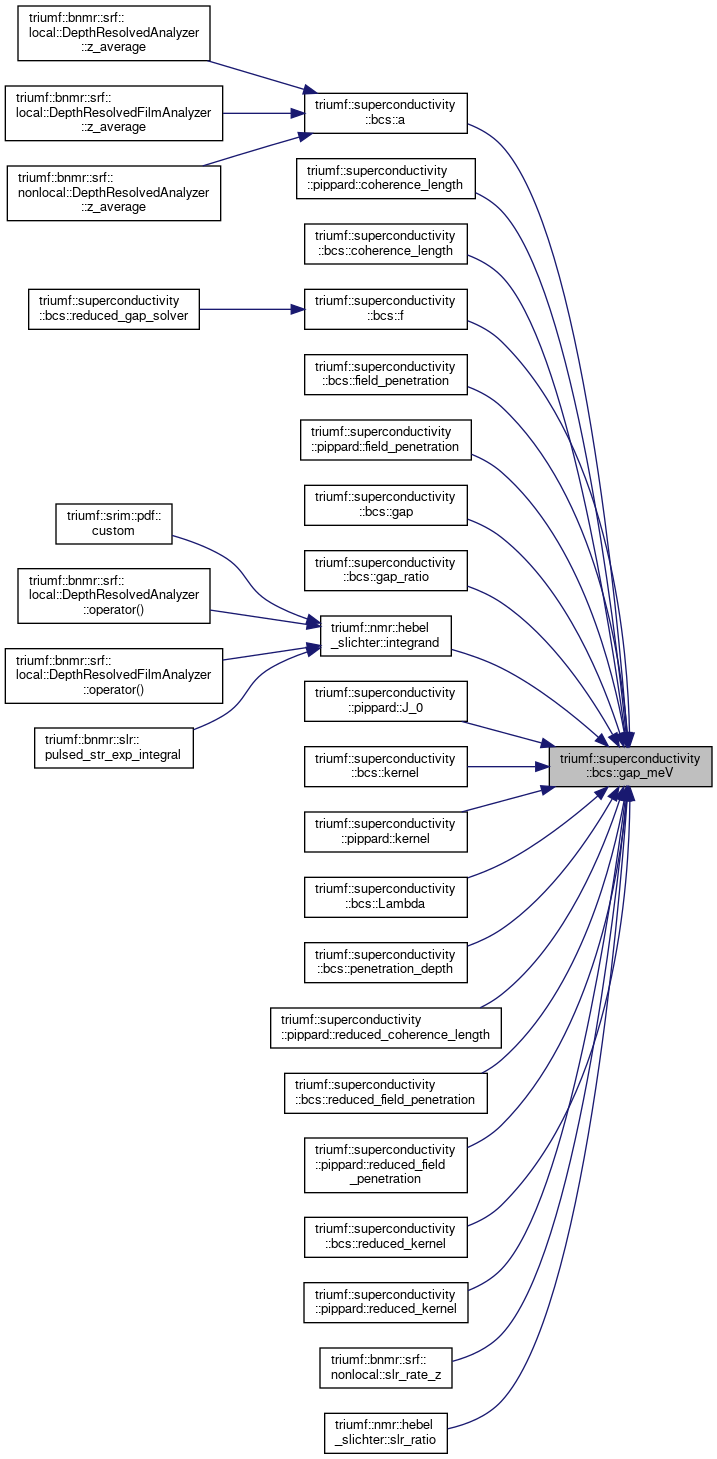 triumf::bnmr::srf::
local::DepthResolvedAnalyzer
::z_average
triumf::bnmr::srf::
local::DepthResolvedFilmAnalyzer
::z_average
triumf::bnmr::srf::
nonlocal::DepthResolvedAnalyzer
::z_average
triumf::superconductivity
::bcs::a
triumf::superconductivity
::pippard::coherence_length
triumf::superconductivity
::bcs::coherence_length
triumf::superconductivity
::bcs::reduced_gap_solver
triumf::superconductivity
::bcs::f
triumf::superconductivity
::bcs::field_penetration
triumf::superconductivity
::pippard::field_penetration
triumf::superconductivity
::bcs::gap
triumf::superconductivity
::bcs::gap_ratio
triumf::srim::pdf::
custom
triumf::bnmr::srf::
local::DepthResolvedAnalyzer
::operator()
triumf::bnmr::srf::
local::DepthResolvedFilmAnalyzer
::operator()
triumf::bnmr::slr::
pulsed_str_exp_integral
triumf::nmr::hebel
_slichter::integrand
triumf::superconductivity
::pippard::J_0
triumf::superconductivity
::bcs::kernel
triumf::superconductivity
::bcs::gap_meV
triumf::superconductivity
::pippard::kernel
triumf::superconductivity
::bcs::Lambda
triumf::superconductivity
::bcs::penetration_depth
triumf::superconductivity
::pippard::reduced_coherence_length
triumf::superconductivity
::bcs::reduced_field_penetration
triumf::superconductivity
::pippard::reduced_field
_penetration
triumf::superconductivity
::bcs::reduced_kernel
triumf::superconductivity
::pippard::reduced_kernel
triumf::bnmr::srf::
nonlocal::slr_rate_z
triumf::nmr::hebel
_slichter::slr_ratio